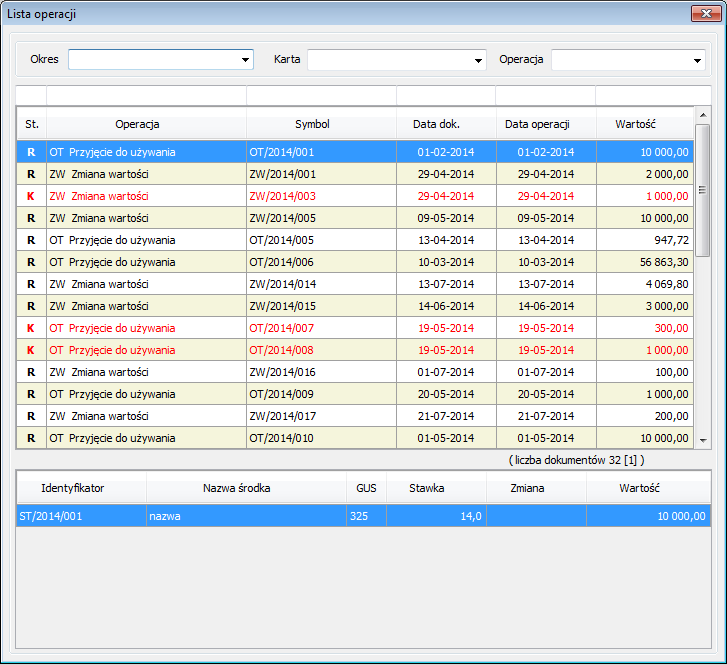 Lista operacji
Okres Karta Operacja
St. Operacja Symbol Data dok. Data operacji Wartość
R OT Przyjęcie do używania OT/2014/001 01-02-2014 01-02-2014 10 000,00
R ZW Zmiana wartości ZW/2014/001 29-04-2014 29-04-2014 2 000,00
K ZW Zmiana wartości ZW/2014/003 29-04-2014 29-04-2014 1 000,00
R ZW Zmiana wartości ZW/2014/005 09-05-2014 09-05-2014 10 000,00
R OT Przyjęcie do używania OT/2014/005 13-04-2014 13-04-2014 947,72
R OT Przyjęcie do używania OT/2014/006 10-03-2014 10-03-2014 56 863,30
R ZW Zmiana wartości ZW/2014/014 13-07-2014 13-07-2014 4 069,80
R ZW Zmiana wartości ZW/2014/015 14-06-2014 14-06-2014 3 000,00
K OT Przyjęcie do używania OT/2014/007 19-05-2014 19-05-2014 300,00
K OT Przyjęcie do używania OT/2014/008 19-05-2014 19-05-2014 1 000,00
R ZW Zmiana wartości ZW/2014/016 01-07-2014 01-07-2014 100,00
R OT Przyjęcie do używania OT/2014/009 20-05-2014 20-05-2014 1 000,00
R ZW Zmiana wartości ZW/2014/017 21-07-2014 21-07-2014 200,00
R OT Przyjęcie do używania OT/2014/010 01-05-2014 01-05-2014 10 000,00
( liczba dokumentów 32 [1] )
Identyfikator Nazwa środka GUS Stawka Zmiana Wartość
ST/2014/001 nazwa 325 14,0 10 000,00